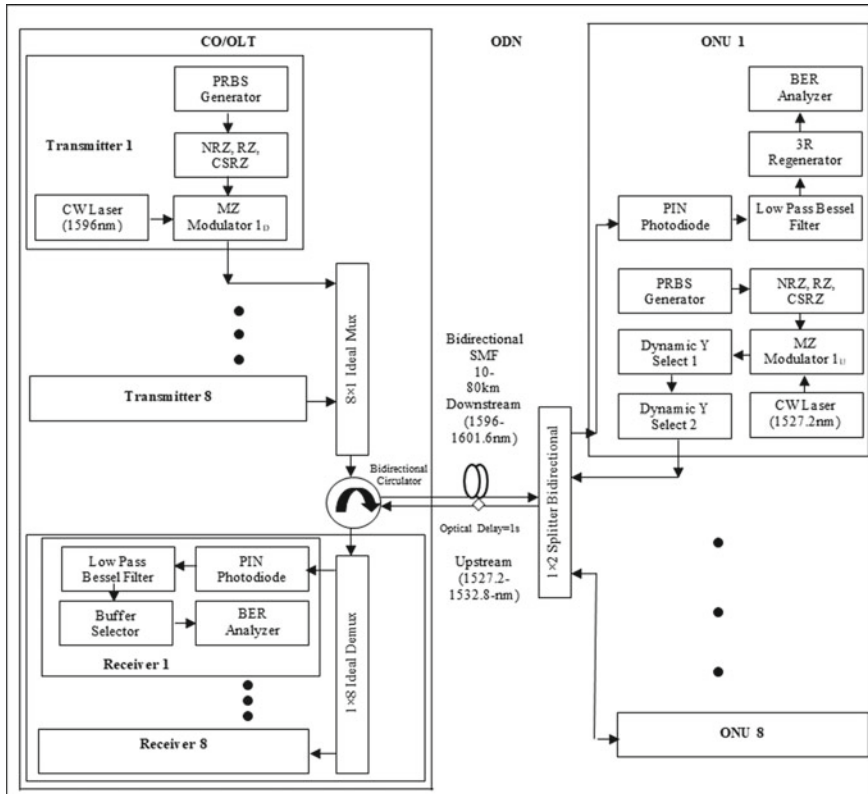 CO/OLT
ODN
ONU 1
PRBS
Generator
Transmitter 1
NRZ, RZ,
CSRZ
CW Laser
(1596nm)
MZ
Modulator 1D
8×1 Ideal Mux
Transmitter 8
Bidirectional
Circulator
Low Pass
Bessel Filter
PIN
Photodiode
Buffer
Selector
BER
Analyzer
Receiver 1
1×8 Ideal Demux
Receiver 8
Bidirectional
SMF
10-
80km
Downstream
(1596-
1601.6nm)
Optical Delay=1s
Upstream
(1527.2-
1532.8-nm)
1×2 Splitter Bidirectional
BER
Analyzer
3R
Regenerator
PIN
Photodiode
Low Pass Bessel
Filter
PRBS
Generator
NRZ, RZ,
CSRZ
Dynamic Y
Select 1
MZ
Modulator 1U
Dynamic Y
Select 2
CW Laser
(1527.2nm)
ONU 8